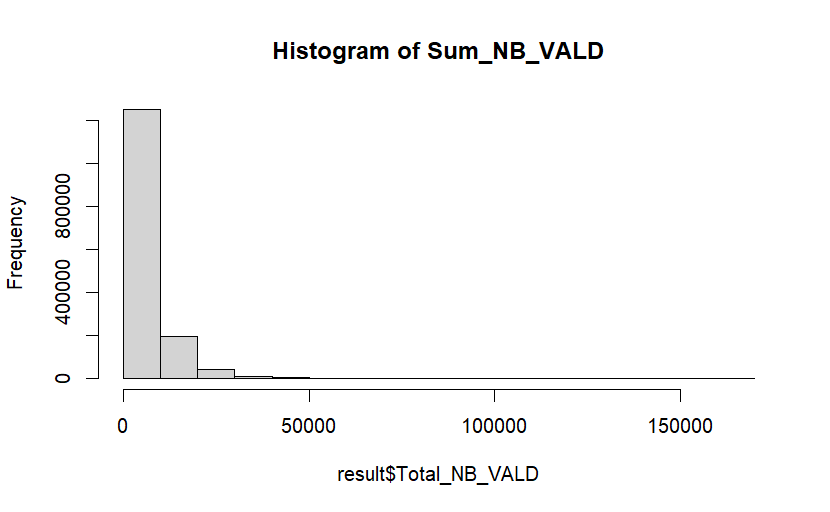 Histogram of Sum_NB_VALD
Frequency
800000
400000
0
0 50000 100000 150000
result$Total_NB_VALD